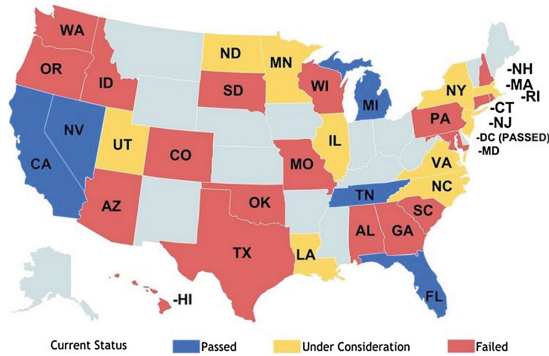 WA
OR
ID
ND
MN
SD
WI
MI
NY
-NH
-MA
-RI
-CT
-NJ
-DC (PASSED)
-MD
PA
NV
CA
UT
CO
AZ
MO
IL
VA
NC
TN
SC
OK
TX
LA
AL
GA
FL
-HI
Current Status
Passed
Under Consideration
Failed